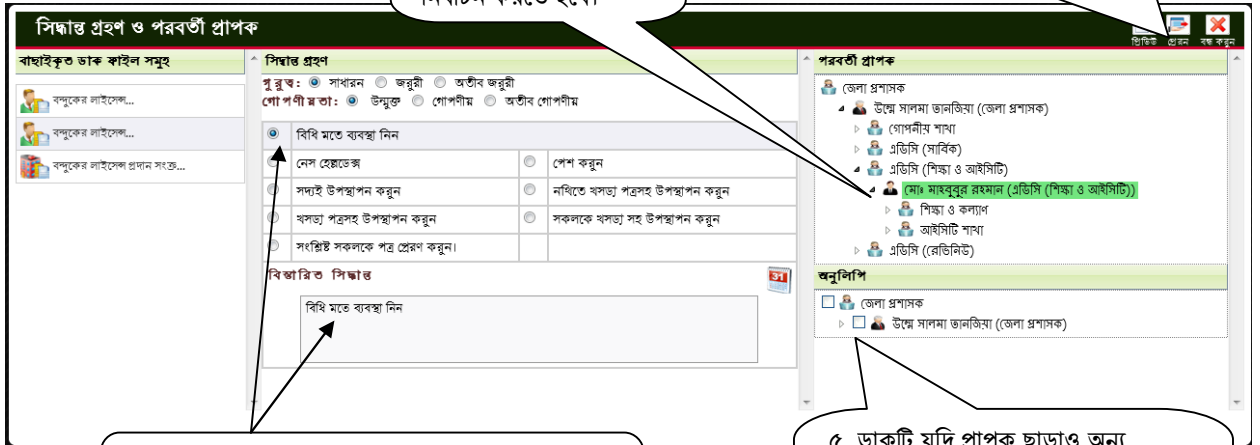 নির্বাচন করতে হবে।
সিদ্ধান্ত গ্রহণ ও পরবর্তী প্রাপক
প্রিভিউ প্রেরন বন্ধ করুন
বাছাইকৃত ডাক ফাইল সমুহ
বন্দুকের লাইসেন্স...
বন্দুকের লাইসেন্স...
বন্দুকের লাইসেন্স প্রদান সংক্র...
সিদ্বান্ত গ্রহণ
গুরুত্ব: সাধারন জরুরী অতীব জরুরী
গোপণীয়তা: উন্মুক্ত গোপণীয় অতীব গোপণীয়
বিধি মতে ব্যবস্থা নিন
নেস হেল্পডেক্স পেশ করুন
সদ্যই উপস্থাপন করুন নথিতে খসড়া পত্রসহ উপস্থাপন করুন
খসড়া পত্রসহ উপস্থাপন করুন সকলকে খসড়া সহ উপস্থাপন করুন
সংশ্লিষ্ট সকলকে পত্র প্রেরণ করুন।
বিস্তারিত সিদ্ধান্ত
31
বিধি মতে ব্যবস্থা নিন
পরবর্তী প্রাপক
জেলা প্রশাসক
উম্মে সালমা তানজিয়া (জেলা প্রশাসক)
গোপনীয় শাখা
এডিসি (সার্বিক)
এডিসি (শিক্ষা ও আইসিটি)
মোঃ মাহবুবুর রহমান (এডিসি (শিক্ষা ও আইসিটি))
শিক্ষা ও কল্যাণ
আইসিটি শাখা
এডিসি (রেভিনিউ)
অনুলিপি
জেলা প্রশাসক
উম্মে সালমা তানজিয়া (জেলা প্রশাসক)
৫. ডাকটি যদি প্রাপক ছাড়াও অন্য